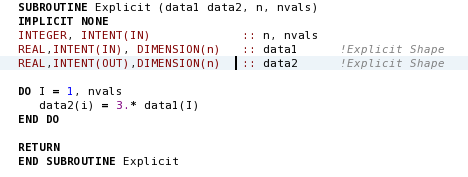 SUBROUTINE Explicit (data1 data2, n, nvals)
IMPLICIT NONE
INTEGER, INTENT(IN) :: n, nvals
REAL,INTENT(IN), DIMENSION(n) :: data1 !Explicit Shape
REAL,INTENT(OUT),DIMENSION(n) :: data2 !Explicit Shape
DO I = 1, nvals
data2(i) = 3.* data1(I)
END DO
RETURN
END SUBROUTINE Explicit